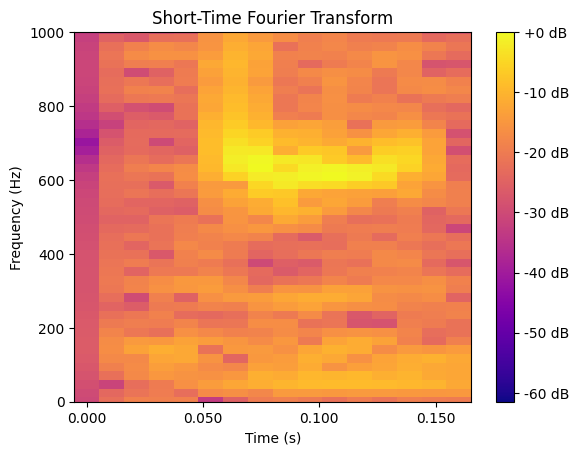 Short-Time Fourier Transform
1000
800
600
400
200
0
Frequency (Hz)
0.000
0.050
0.100
0.150
Time (s)
+0 dB
-10 dB
-20 dB
-30 dB
-40 dB
-50 dB
-60 dB